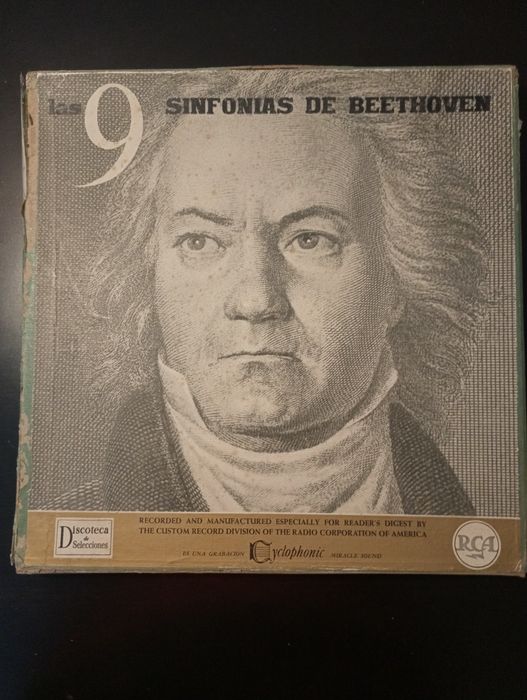 las 9 SINFONIAS DE BEETHOVEN
Discoteca
de
Selecciones
RECORDED AND MANUFACTURED ESPECIALLY FOR READER'S DIGEST BY
THE CUSTOM RECORD DIVISION OF THE RADIO CORPORATION OF AMERICA
ES UNA GRABACION Cyclophonic MIRACLE SOUND
RCA